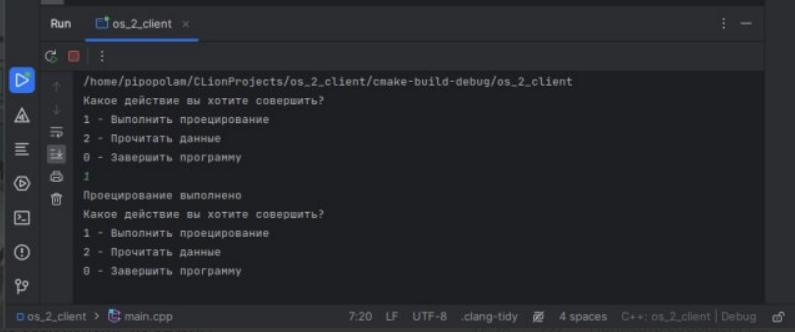 Run os_2_client
/home/pipopolam/CLionProjects/os_2_client/cmake-build-debug/os_2_client
Какое действие вы хотите совершить?
1 - Выполнить проецирование
2 - Прочитать данные
0 - Завершить программу
1
Проецирование выполнено
Какое действие вы хотите совершить?
1 - Выполнить проецирование
2 - Прочитать данные
0 - Завершить программу
os_2_client > main.cpp 7:20 LF UTF-8 .clang-tidy 4 spaces C++: os_2_client | Debug